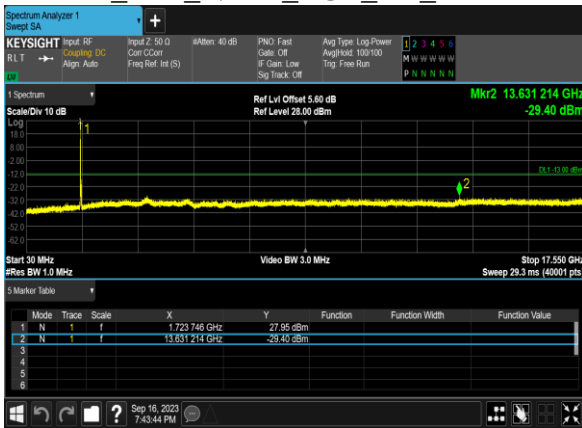 Spectrum Analyzer 1
Swept SA
+
KEYSIGHT Input: RF Input Z: 50 Ω #Atten: 40 dB PNO: Fast Avg Type: Log-Power 1 2 3 4 5 6
RLT Coupling: DC Corr CCorr Gate: Off Avg|Hold: 100/100 M W W W W W
Align: Auto Freq Ref: Int (S) IF Gain: Low Trig: Free Run
LV Sig Track: Off P N N N N N
1 Spectrum Ref Lvl Offset 5.60 dB Mkr2 13.631 214 GHz
Scale/Div 10 dB Ref Level 28.00 dBm -29.40 dBm
Log
18.0
8.00
-2.00
-12.0
-22.0
-32.0
-42.0
-52.0
-62.0
1
DL1 -13.00 dBm
2
Start 30 MHz Video BW 3.0 MHz Stop 17.550 GHz
#Res BW 1.0 MHz Sweep 29.3 ms (40001 pts
5 Marker Table
Mode Trace Scale X Y Function Function Width Function Value
1 N 1 f 1.723 746 GHz 27.95 dBm
2 N 1 f 13.631 214 GHz -29.40 dBm
3
4
5
6
? Sep 16, 2023
7:43:44 PM